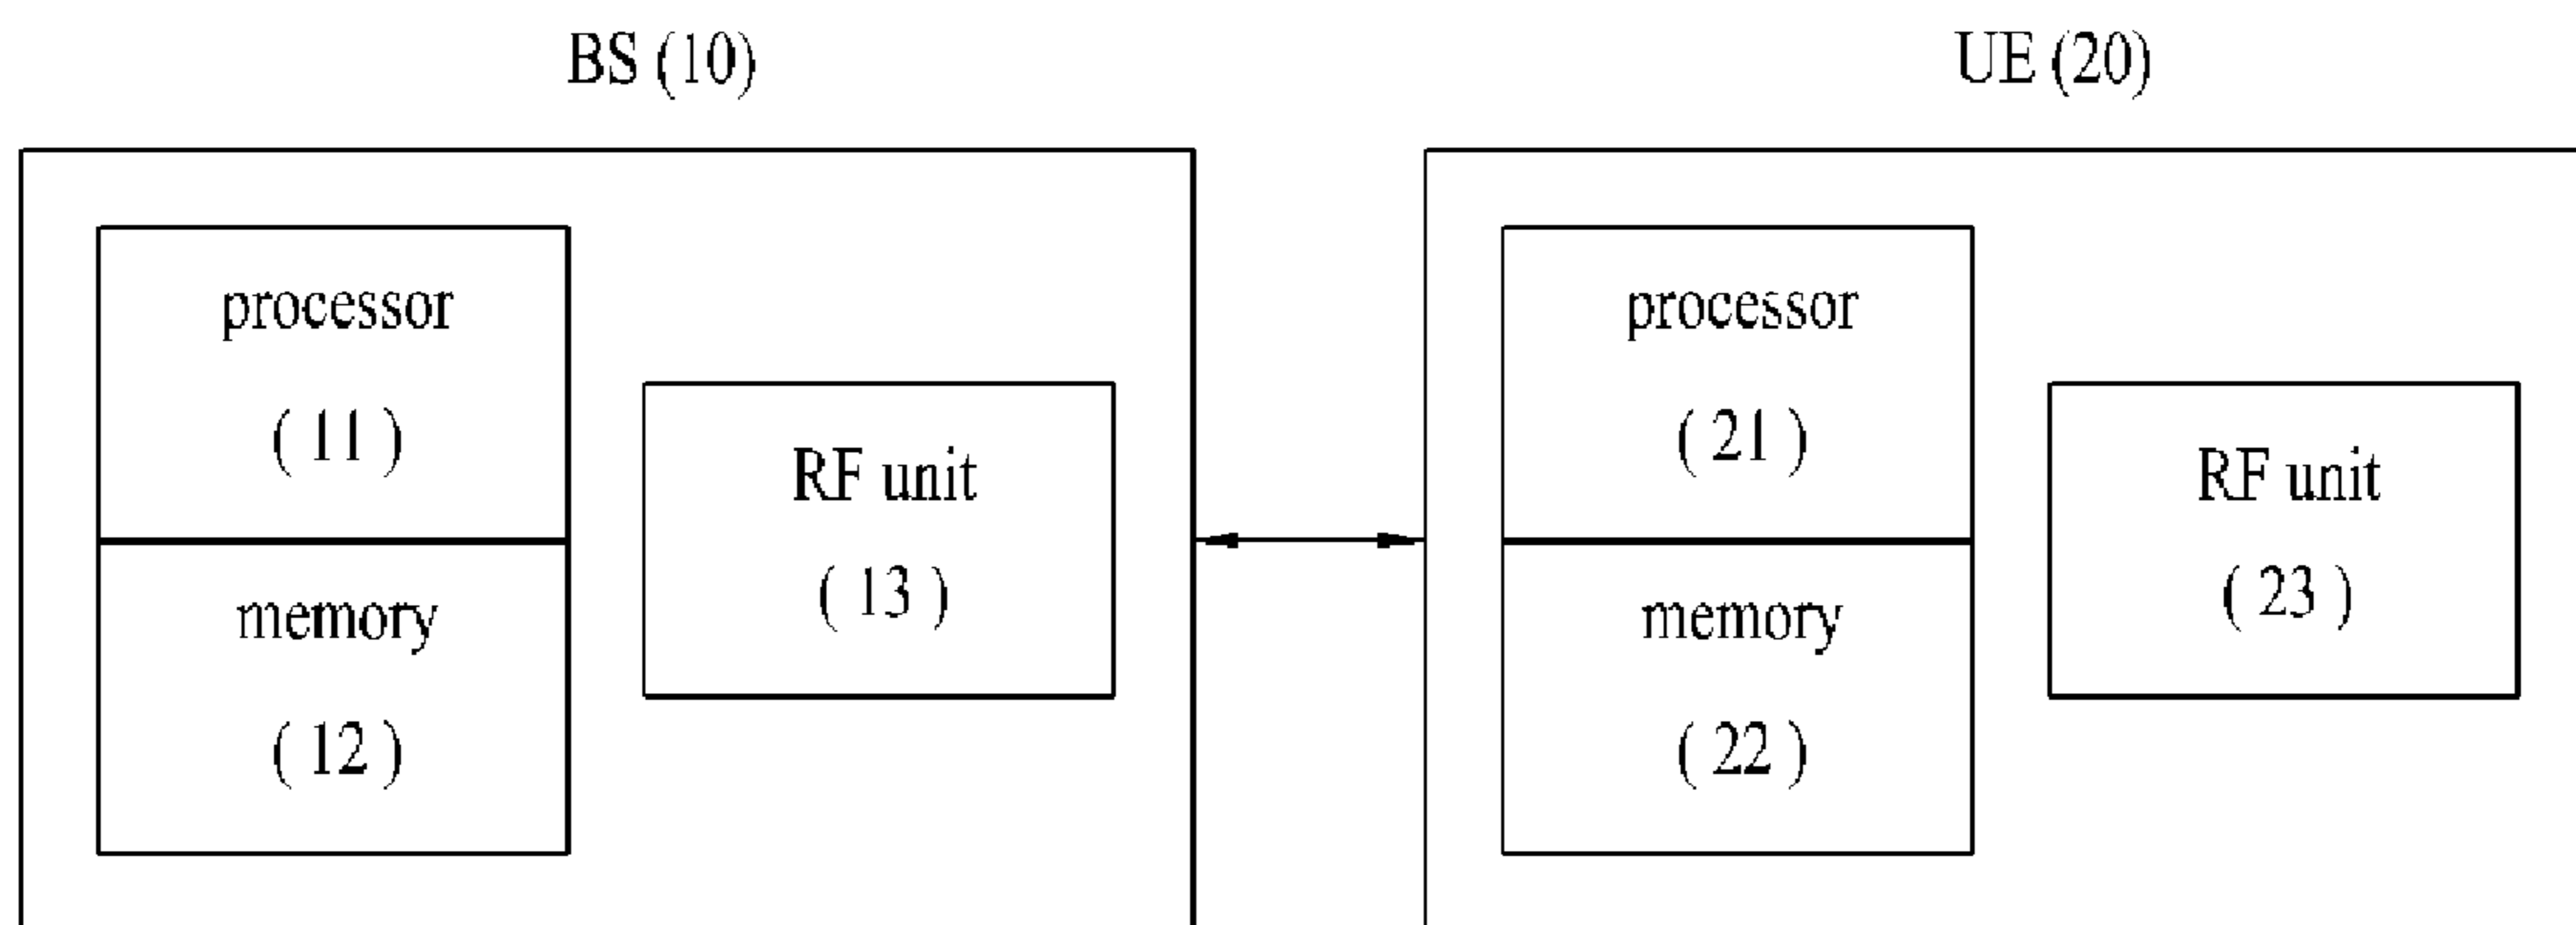 BS (10)
processor
( 11 )
memory
( 12 )
RF unit
( 13 )
UE (20)
processor
( 21 )
memory
( 22 )
RF unit
( 23 )